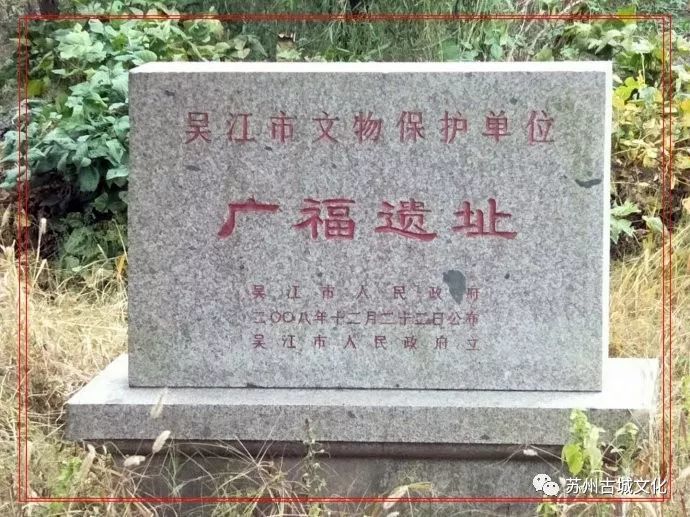 吴江市文物保护单位
广福遗址
吴江市人民政府
二〇〇八年十二月二十二日公布
吴江市人民政府立
苏州古城文化